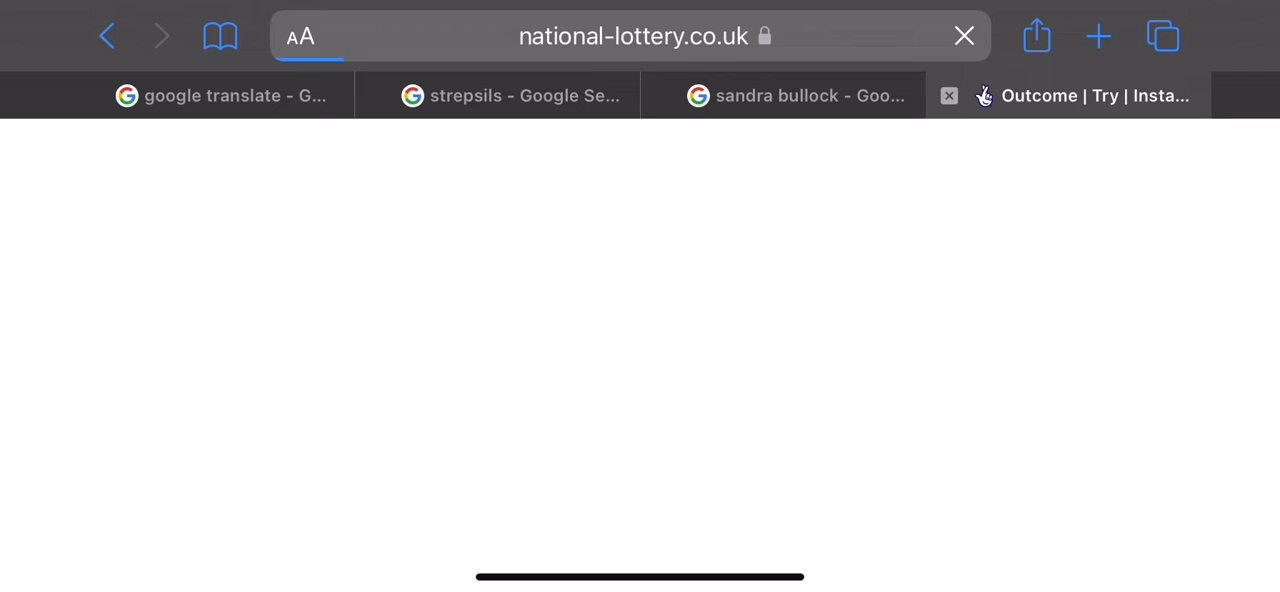 AA national-lottery.co.uk
google translate - G...
strepsils - Google Se...
sandra bullock - Goo...
Outcome | Try | Insta...